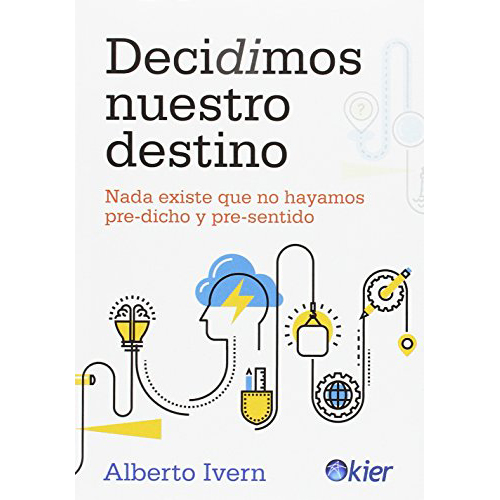 Decidimos
nuestro
destino
Nada existe que no hayamos
pre-dicho y pre-sentido
?
Alberto Ivern
kier